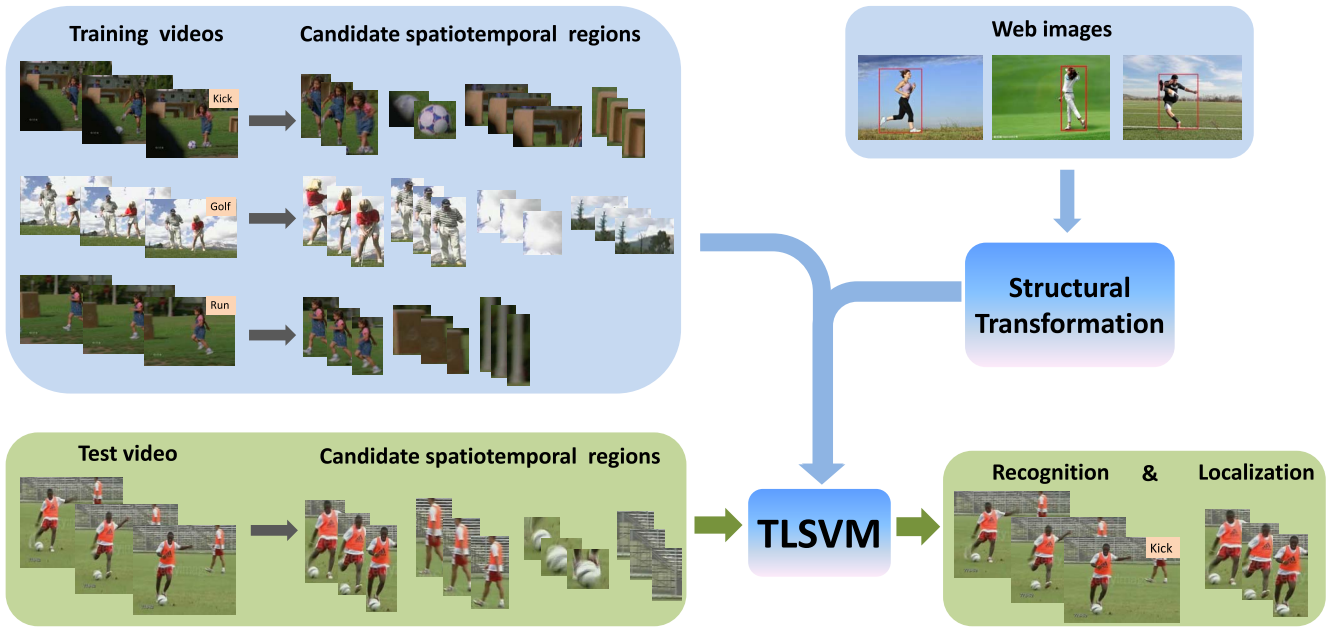 Training videos
Candidate spatiotemporal regions
Kick
Golf
Run
Web images
Structural
Transformation
Test video
Candidate spatiotemporal regions
TLSVM
Recognition & Localization
Kick